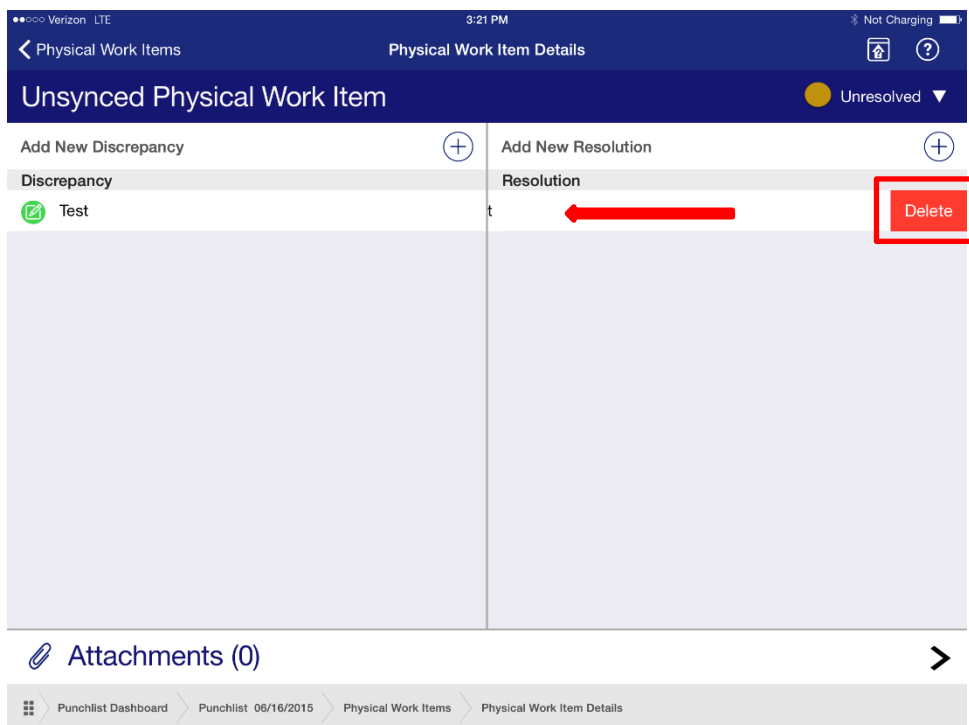 Verizon LTE 3:21 PM Not Charging
Physical Work Items Physical Work Item Details ?
Unsynced Physical Work Item Unresolved
Add New Discrepancy Add New Resolution
Discrepancy Resolution
Test t Delete
Attachments (0)
Punchlist Dashboard Punchlist 06/16/2015 Physical Work Items Physical Work Item Details